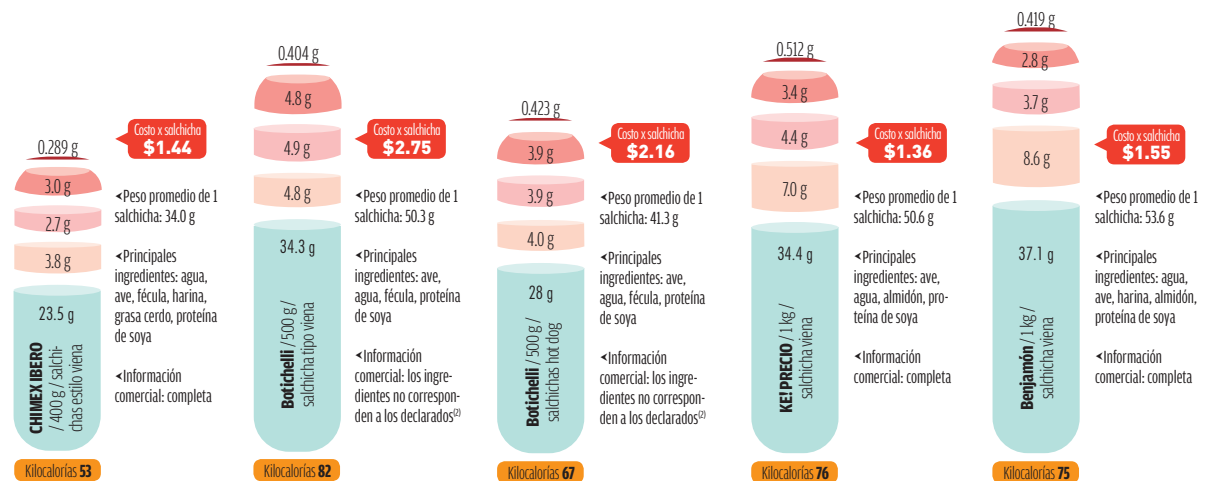 0.289 g
3.0 g
2.7 g
3.8 g
23.5 g
CHIMEX IBERO
/ 400 g / salchi-
chas estilo viena
Kilocalorías 53
Costo x salchicha
$1.44
Peso promedio de 1
salchicha: 34.0 g
Principales
ingredientes: agua,
ave, fécula, harina,
grasa cerdo, proteína
de soya
Información
comercial: completa
0.404 g
4.8 g
4.9 g
4.8 g
34.3 g
Botichelli / 500 g /
salchichha tipo viena
Kilocalorías 82
Costo x salchicha
$2.75
Peso promedio de 1
salchicha: 50.3 g
Principales
ingredientes: ave,
agua, fécula, proteína
de soya
Información
comercial: los ingre-
dientes no correspon-
den a los declarados(2)
0.423 g
3.9 g
3.9 g
4.0 g
28 g
Botichelli / 500 g /
salchichas hot dog
Kilocalorías 67
Costo x salchicha
$2.16
Peso promedio de 1
salchicha: 41.3 g
Principales
ingredientes: ave,
agua, fécula, proteína
de soya
Información
comercial: los ingre-
dientes no correspon-
den a los declarados(2)
0.512 g
3.4 g
4.4 g
7.0 g
34.4 g
KE! PRECIO / 1 kg /
salchicha viena
Kilocalorías 76
Costo x salchicha
$1.36
Peso promedio de 1
salchicha: 50.6 g
Principales
ingredientes: ave,
agua, almidón, pro-
teína de soya
Información
comercial: completa
0.419 g
2.8 g
3.7 g
8.6 g
37.1 g
Benjamón / 1 kg /
salchicha viena
Kilocalorías 75
Costo x salchicha
$1.55
Peso promedio de 1
salchicha: 53.6 g
Principales
ingredientes: agua,
ave, harina, almidón,
proteína de soya
Información
comercial: completa